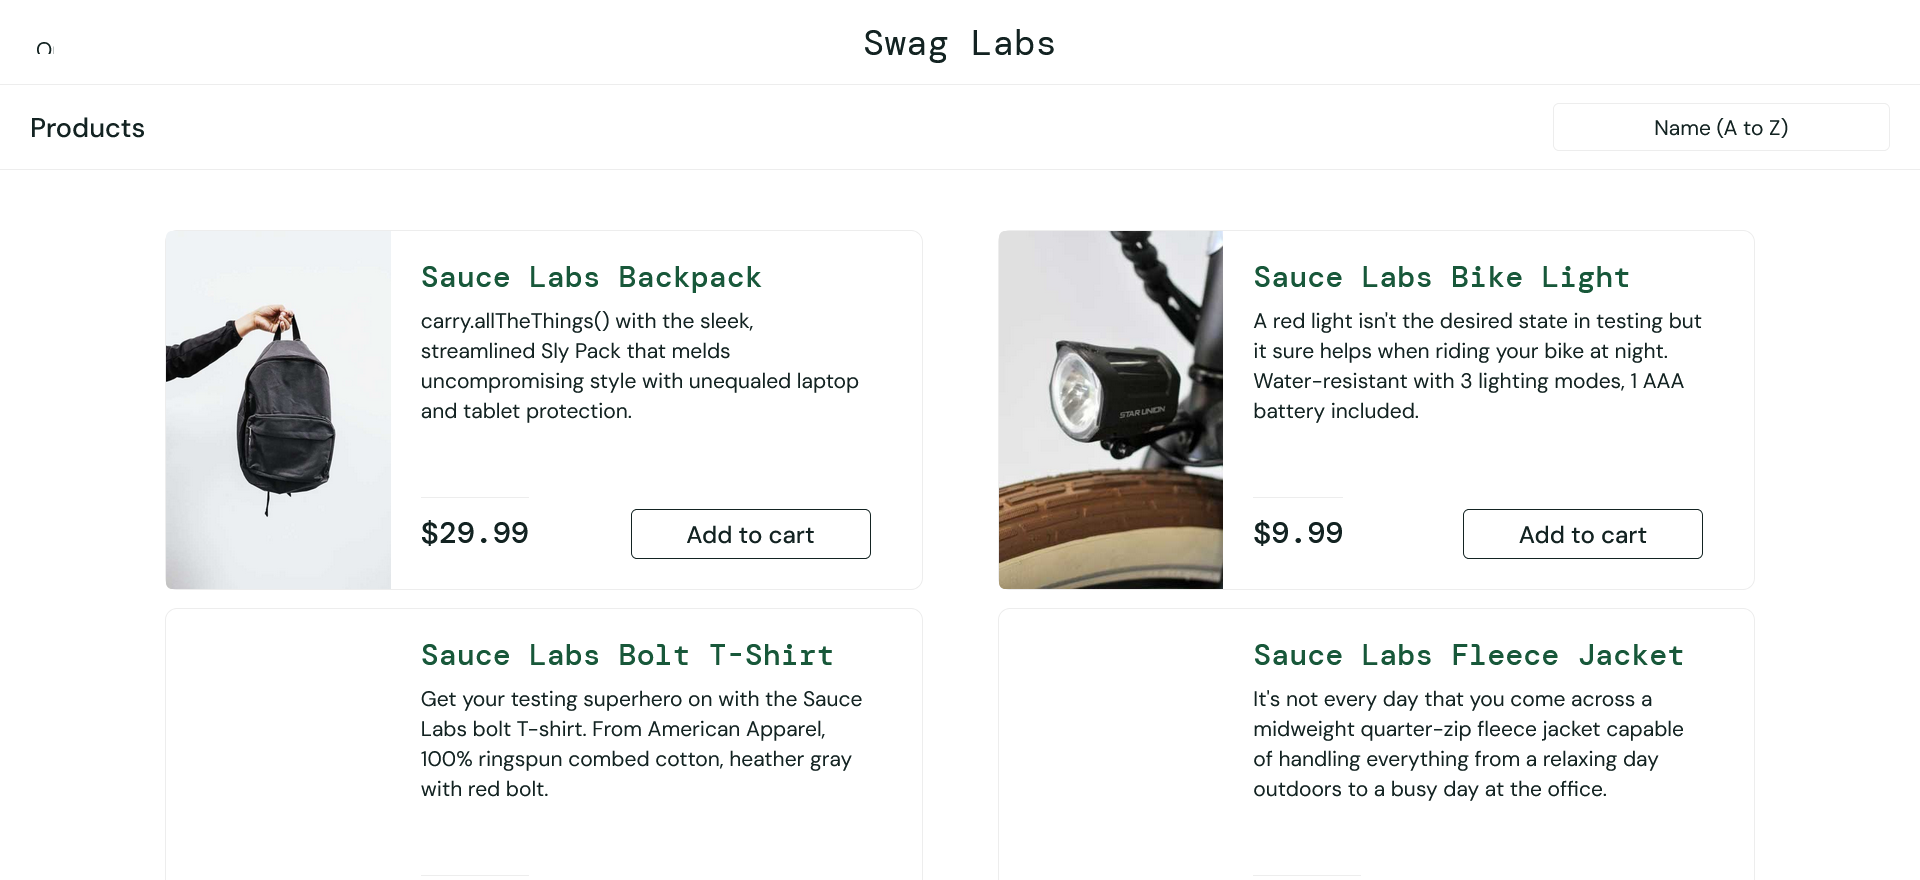 Swag Labs
Products
Name (A to Z)
Sauce Labs Backpack
carry.allTheThings() with the sleek,
streamlined Sly Pack that melds
uncompromising style with unequaled laptop
and tablet protection.
$29.99
Add to cart
Sauce Labs Bike Light
A red light isn't the desired state in testing but
it sure helps when riding your bike at night.
Water-resistant with 3 lighting modes, 1 AAA
battery included.
STAR UNION
$9.99
Add to cart
Sauce Labs Bolt T-Shirt
Get your testing superhero on with the Sauce
Labs bolt T-shirt. From American Apparel,
100% ringspun combed cotton, heather gray
with red bolt.
Sauce Labs Fleece Jacket
It's not every day that you come across a
midweight quarter-zip fleece jacket capable
of handling everything from a relaxing day
outdoors to a busy day at the office.